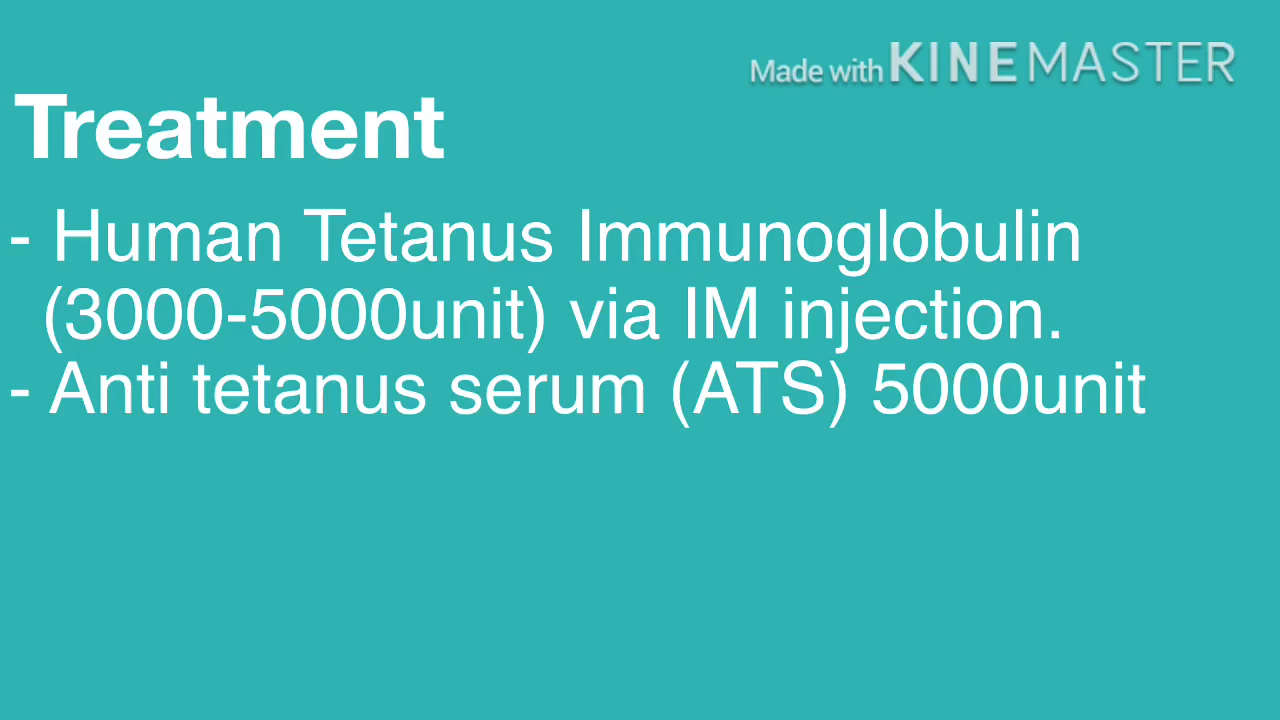 Made with KINEMASTER
Treatment
- Human Tetanus Immunoglobulin
(3000-5000unit) via IM injection.
- Anti tetanus serum (ATS) 5000unit